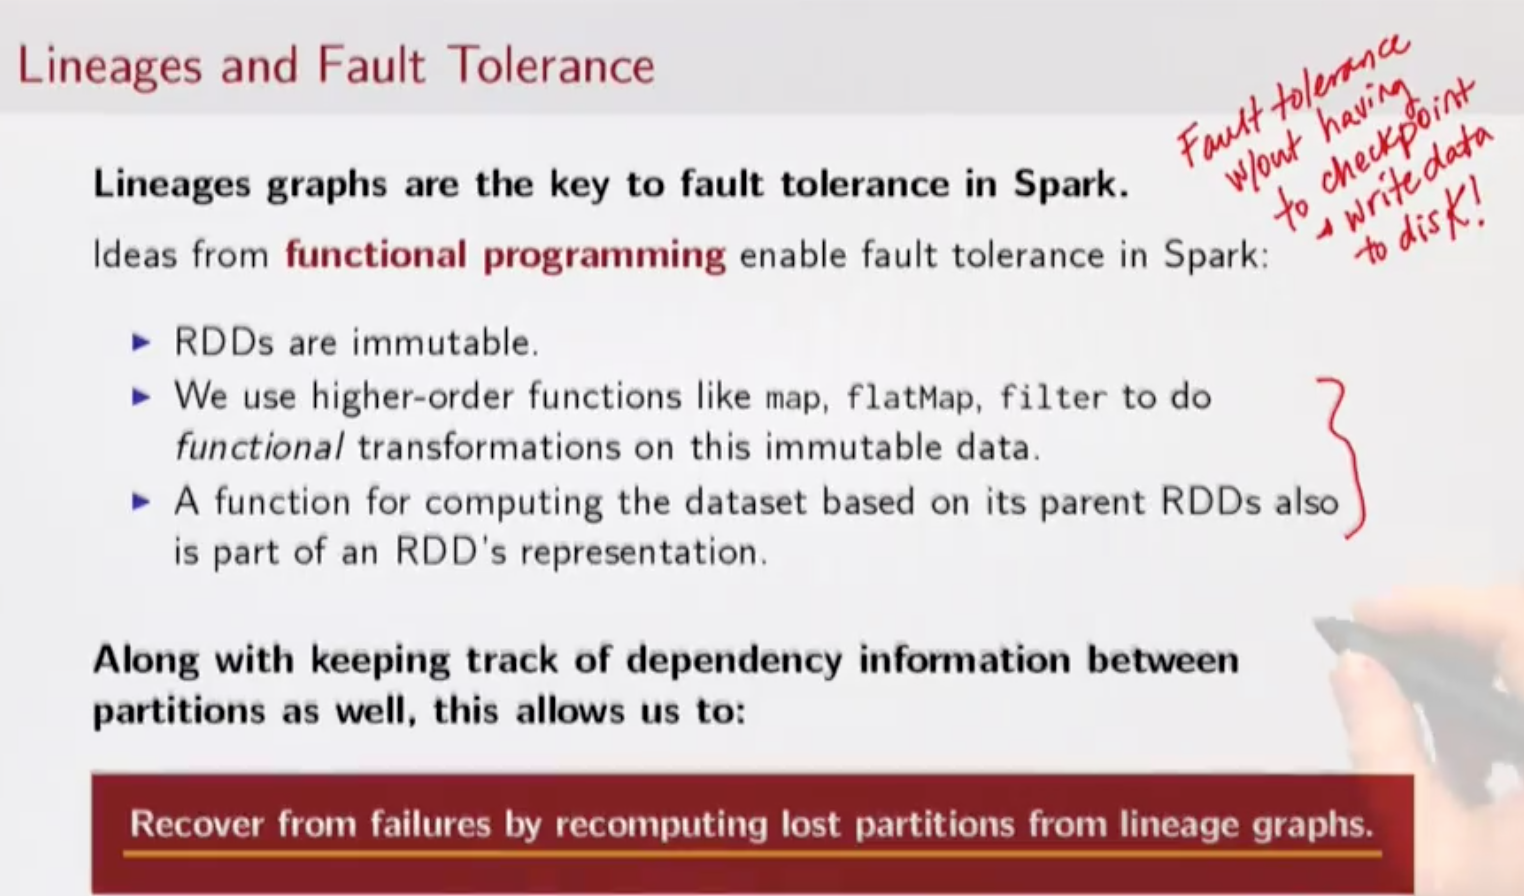 Lineages and Fault Tolerance
Fault tolerance
w/out having
to checkpoint
+ write data
to disk!
Lineages graphs are the key to fault tolerance in Spark.
Ideas from functional programming enable fault tolerance in Spark:
▶ RDDs are immutable.
▶ We use higher-order functions like map, flatMap, filter to do
functional transformations on this immutable data.
▶ A function for computing the dataset based on its parent RDDs also
is part of an RDD's representation.
Along with keeping track of dependency information between
partitions as well, this allows us to:
Recover from failures by recomputing lost partitions from lineage graphs.